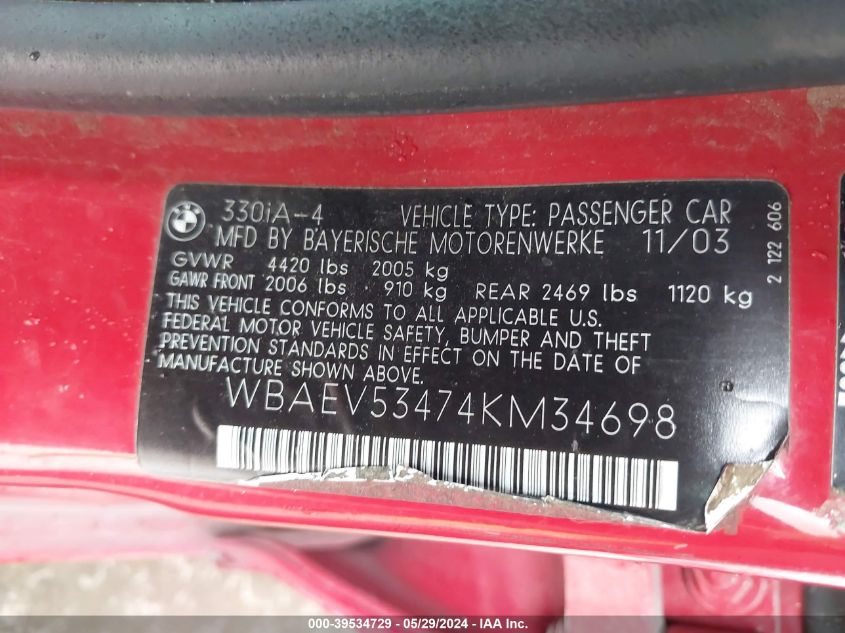 BMW
330iA-4 VEHICLE TYPE: PASSENGER CAR
MFD BY BAYERISCHE MOTORENWERKE 11/03
GVWR 4420 lbs 2005 kg
GAWR FRONT 2006 lbs 910 kg REAR 2469 lbs 1120 kg
THIS VEHICLE CONFORMS TO ALL APPLICABLE U.S.
FEDERAL MOTOR VEHICLE SAFETY, BUMPER AND THEFT
PREVENTION STANDARDS IN EFFECT ON THE DATE OF
MANUFACTURE SHOWN ABOVE.
WBAEV53474KM34698
2 122 606
000-39534729 - 05/29/2024 - IAA Inc.